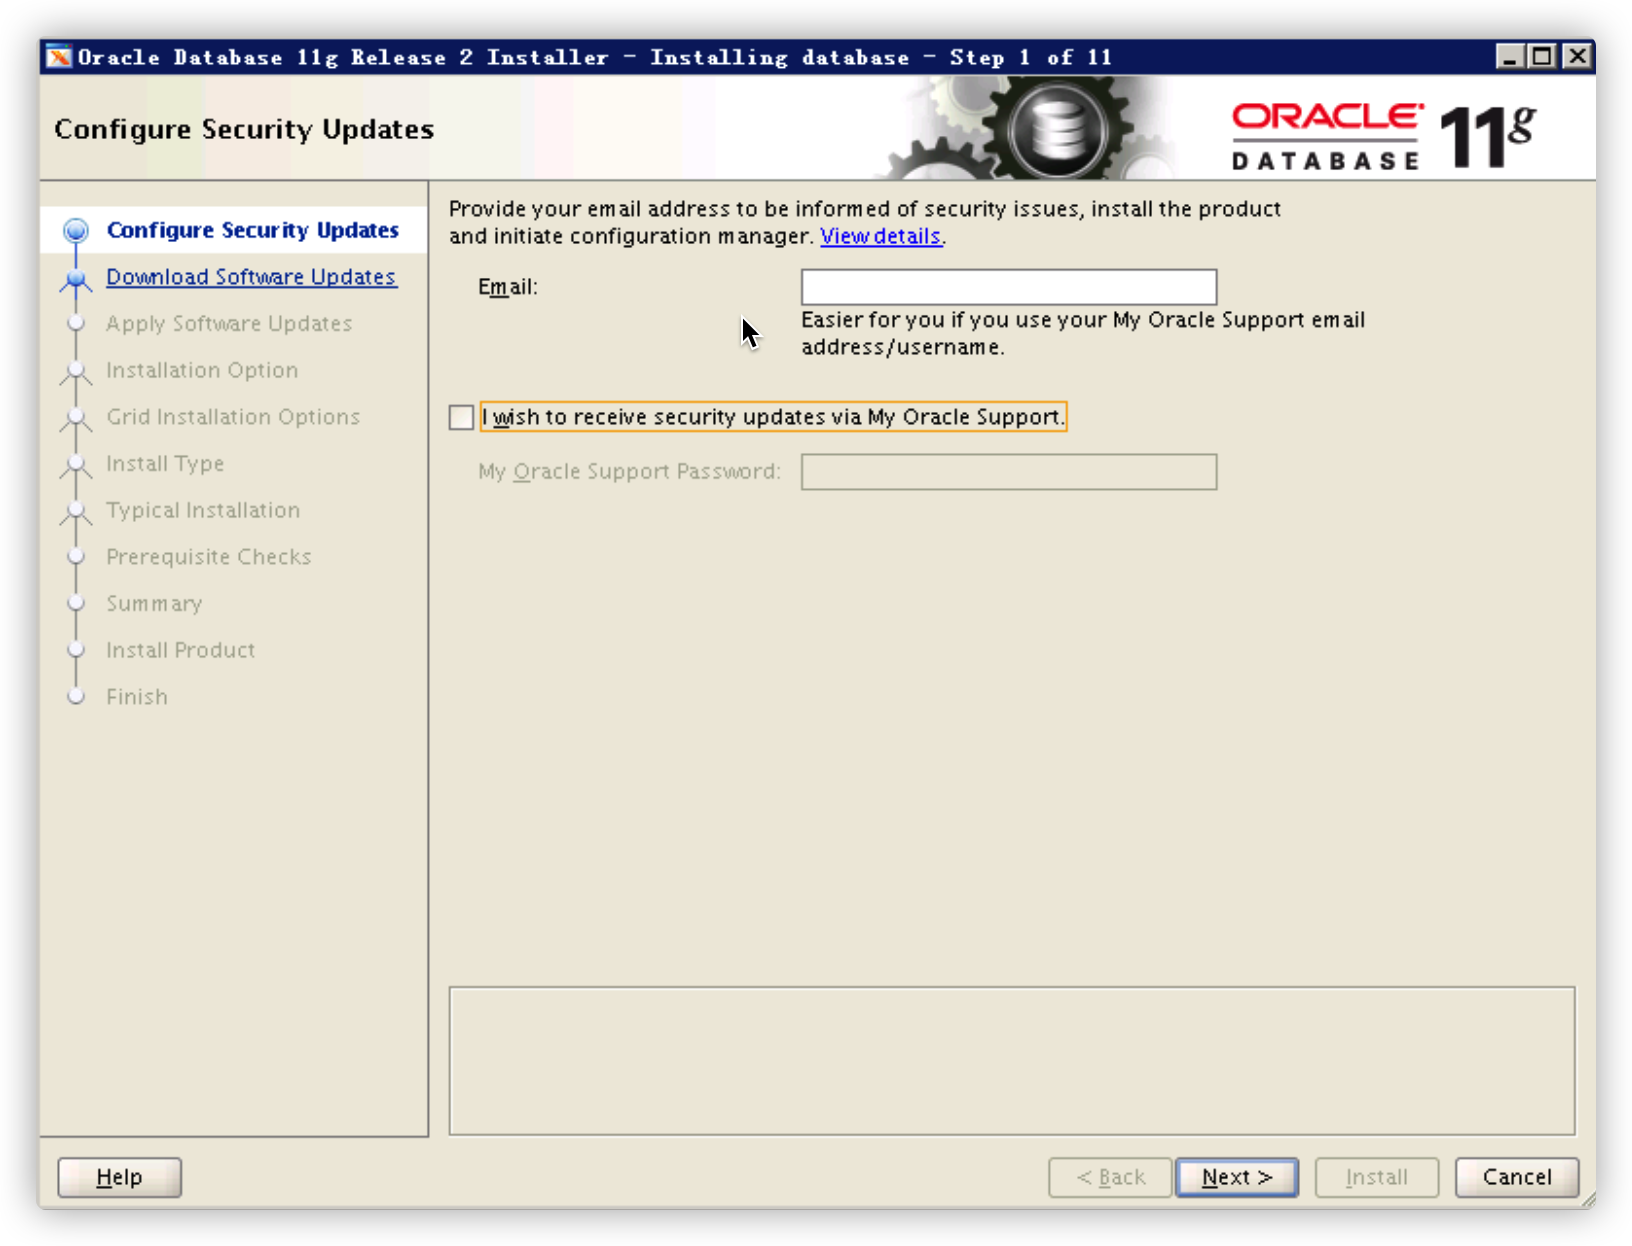 Oracle Database 11g Release 2 Installer - Installing database - Step 1 of 11
Configure Security Updates
ORACLE
DATABASE
11g
Configure Security Updates
Download Software Updates
Apply Software Updates
Installation Option
Grid Installation Options
Install Type
Typical Installation
Prerequisite Checks
Summary
Install Product
Finish
Provide your email address to be informed of security issues, install the product
and initiate configuration manager. View details.
Email:
Easier for you if you use your My Oracle Support email
address/username.
I wish to receive security updates via My Oracle Support.
My Oracle Support Password:
Help
< Back
Next >
Install
Cancel